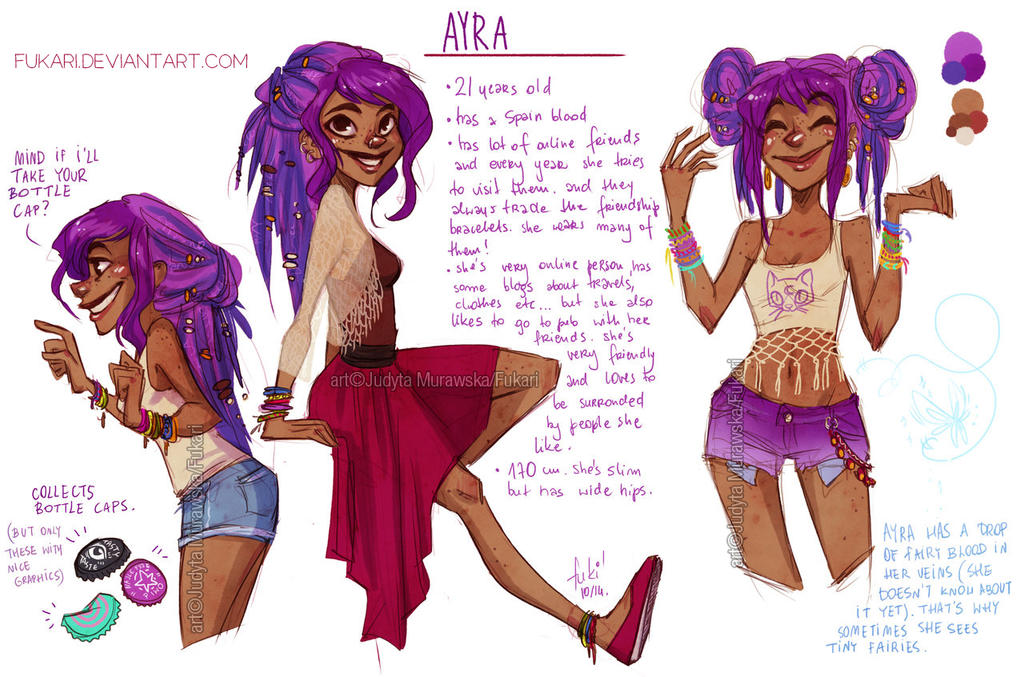 AYRA
FUKARI.DEVIANTART.COM
• 21 years old
• has a Spain blood
• has lot of online friends
and every year she tries
to visit them. and they
always trade the friendship
bracelets. she wears many of
them!
• she's very online person, has
some blogs about travels,
clothes etc... but she also
likes to go to pub with her
friends. she's
very friendly
and loves to
be surronded
by people she
like.
• 170 cm. she's slim
but has wide hips.
MIND IF I'LL
TAKE YOUR
BOTTLE
CAP?
art©Judyta Murawska/Fukari
art©Judyta Murawska/Fukari
art©Judyta Murawska/Fukari
COLLECTS
BOTTLE CAPS.
(BUT ONLY
THESE WITH
NICE
GRAPHICS)
TASTY
TASTE
fuki!
10/14.
AYRA HAS A DROP
OF FAIRY BLOOD IN
HER VEINS (SHE
DOESN'T KNOW ABOUT
IT YET). THAT'S WHY
SOMETIMES SHE SEES
TINY FAIRIES.